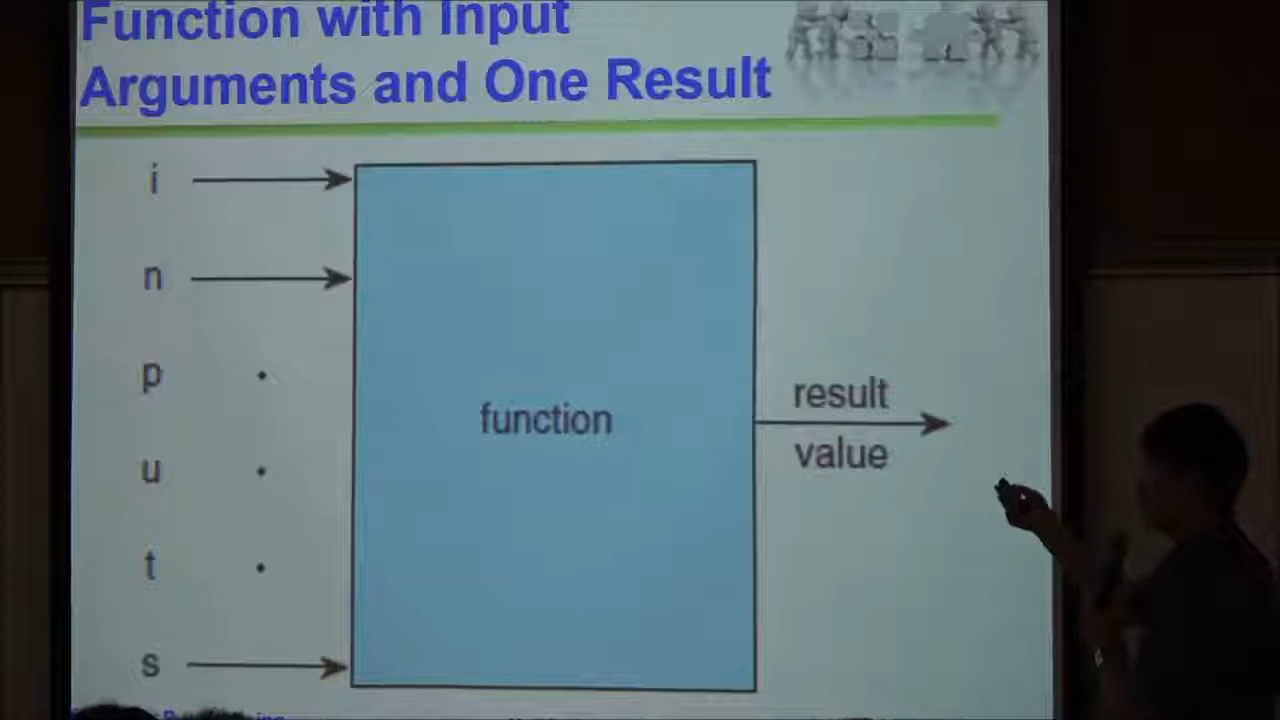 Function with Input
Arguments and One Result
i
n
p
u
t
s
function
result
value